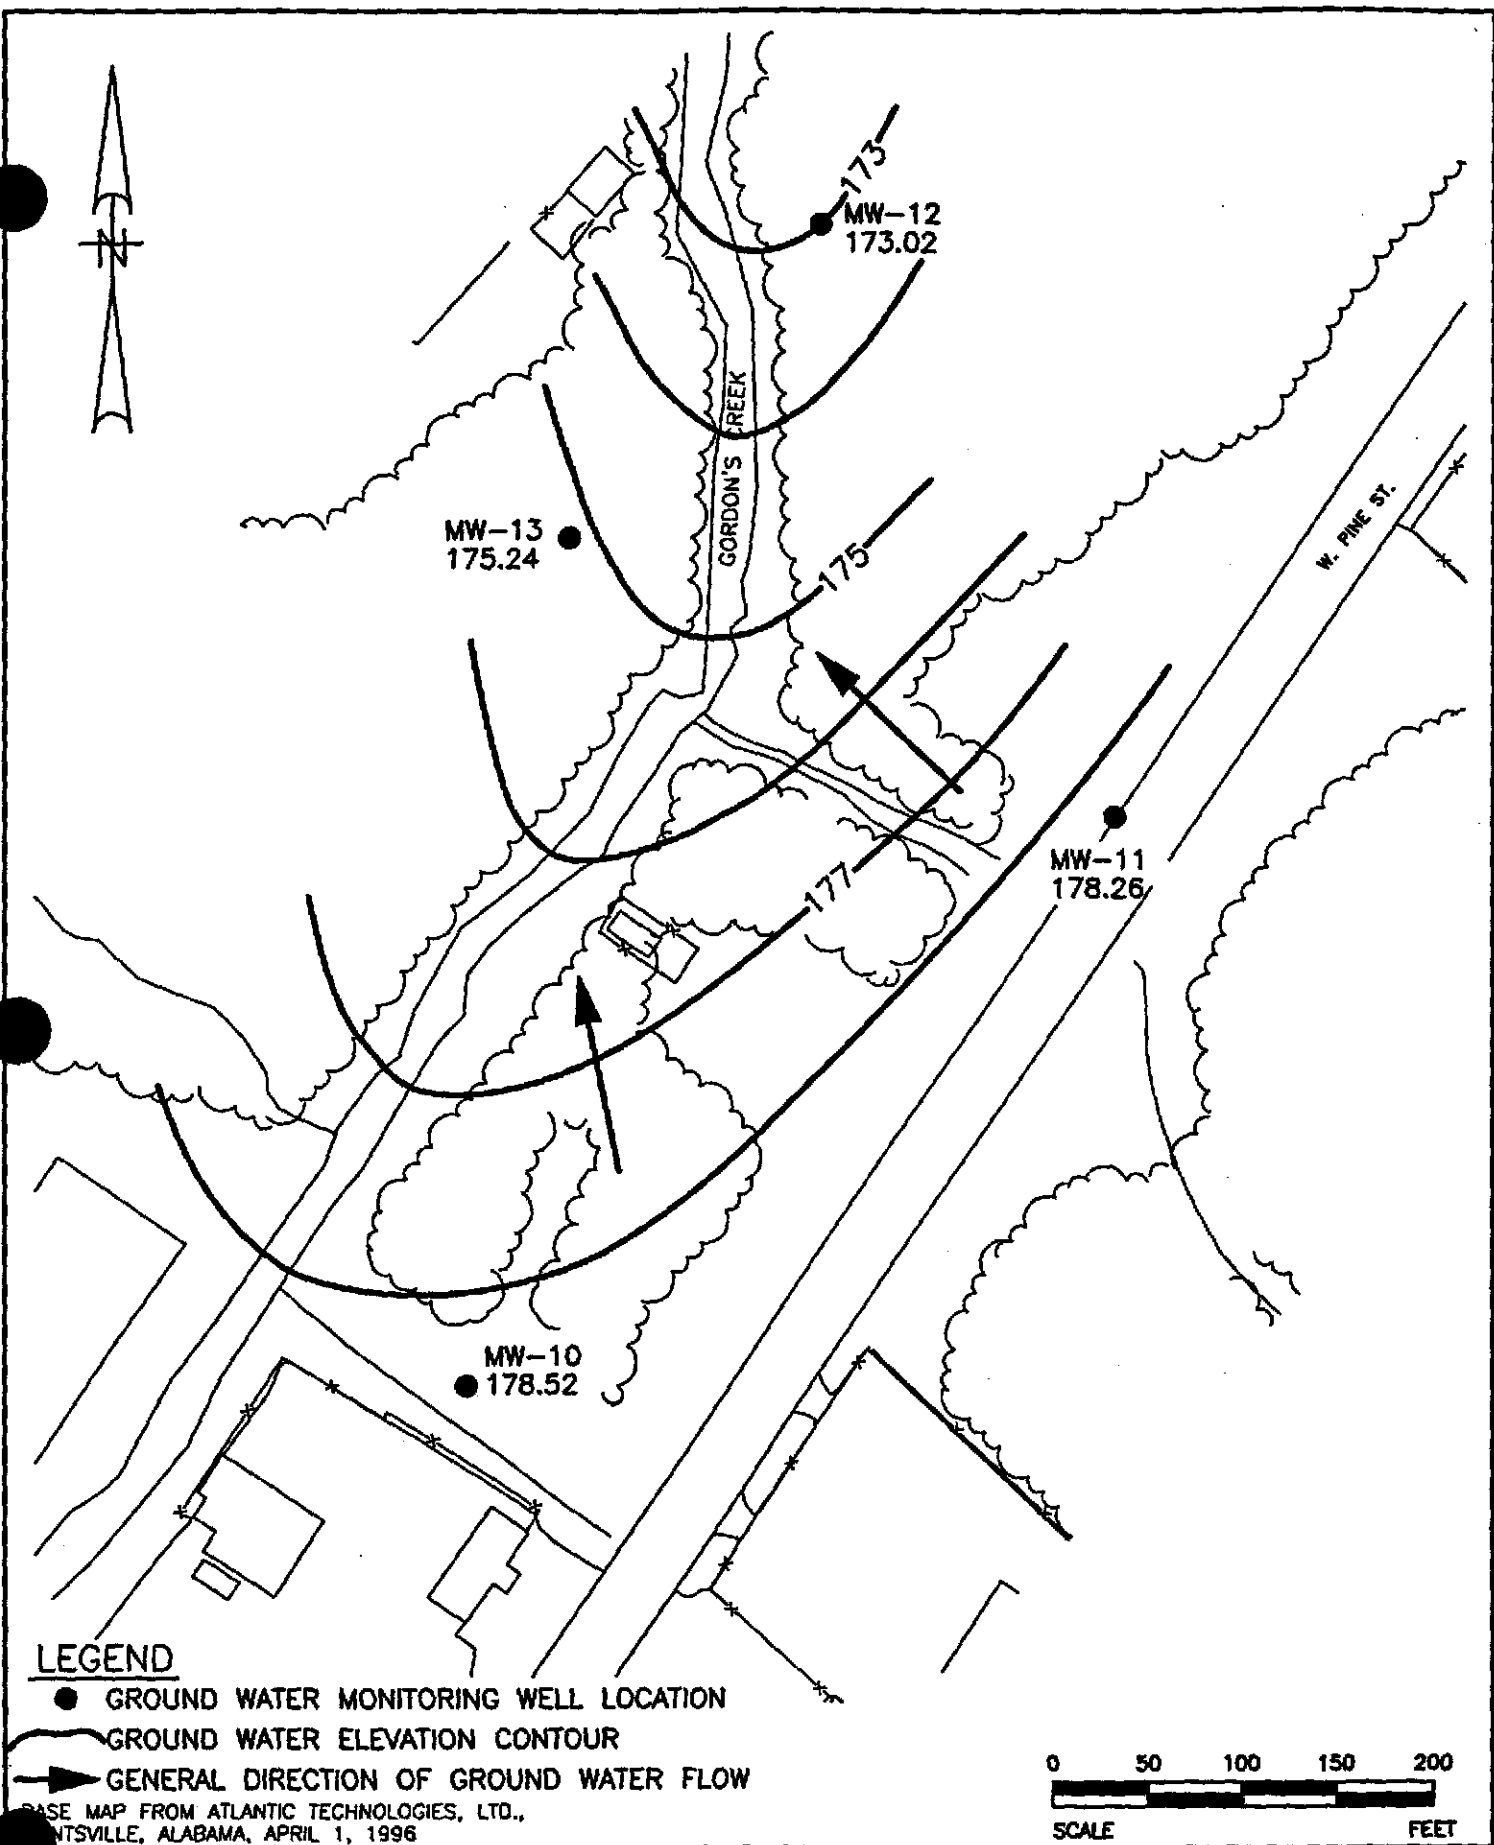 N
173
MW-12
173.02
GORDON'S CREEK
MW-13
175.24
175
W. PINE ST.
MW-11
178.26
177
MW-10
178.52
LEGEND
GROUND WATER MONITORING WELL LOCATION
GROUND WATER ELEVATION CONTOUR
GENERAL DIRECTION OF GROUND WATER FLOW
MAP FROM ATLANTIC TECHNOLOGIES, LTD.,
ALABAMA, APRIL 1, 1996
0 50 100 150 200
SCALE FEET